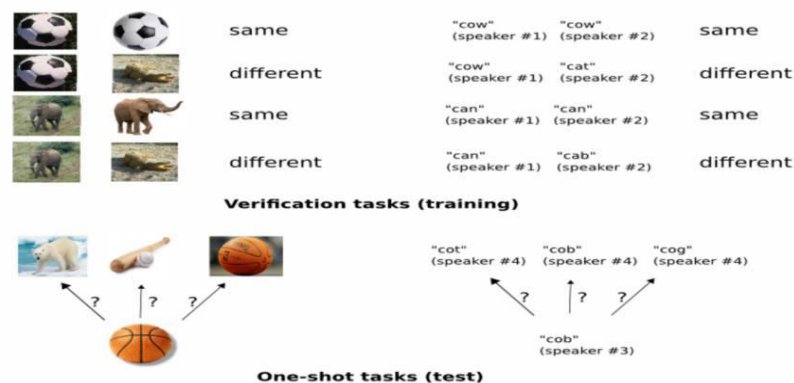 same "cow" (speaker #1) "cow" (speaker #2) same
different "cow" (speaker #1) "cat" (speaker #2) different
same "can" (speaker #1) "can" (speaker #2) same
different "can" (speaker #1) "cab" (speaker #2) different
Verification tasks (training)
"cot" "cob" "cog"
(speaker #4) (speaker #4) (speaker #4)
? ? ? ? ? ?
"cob"
(speaker #3)
One-shot tasks (test)